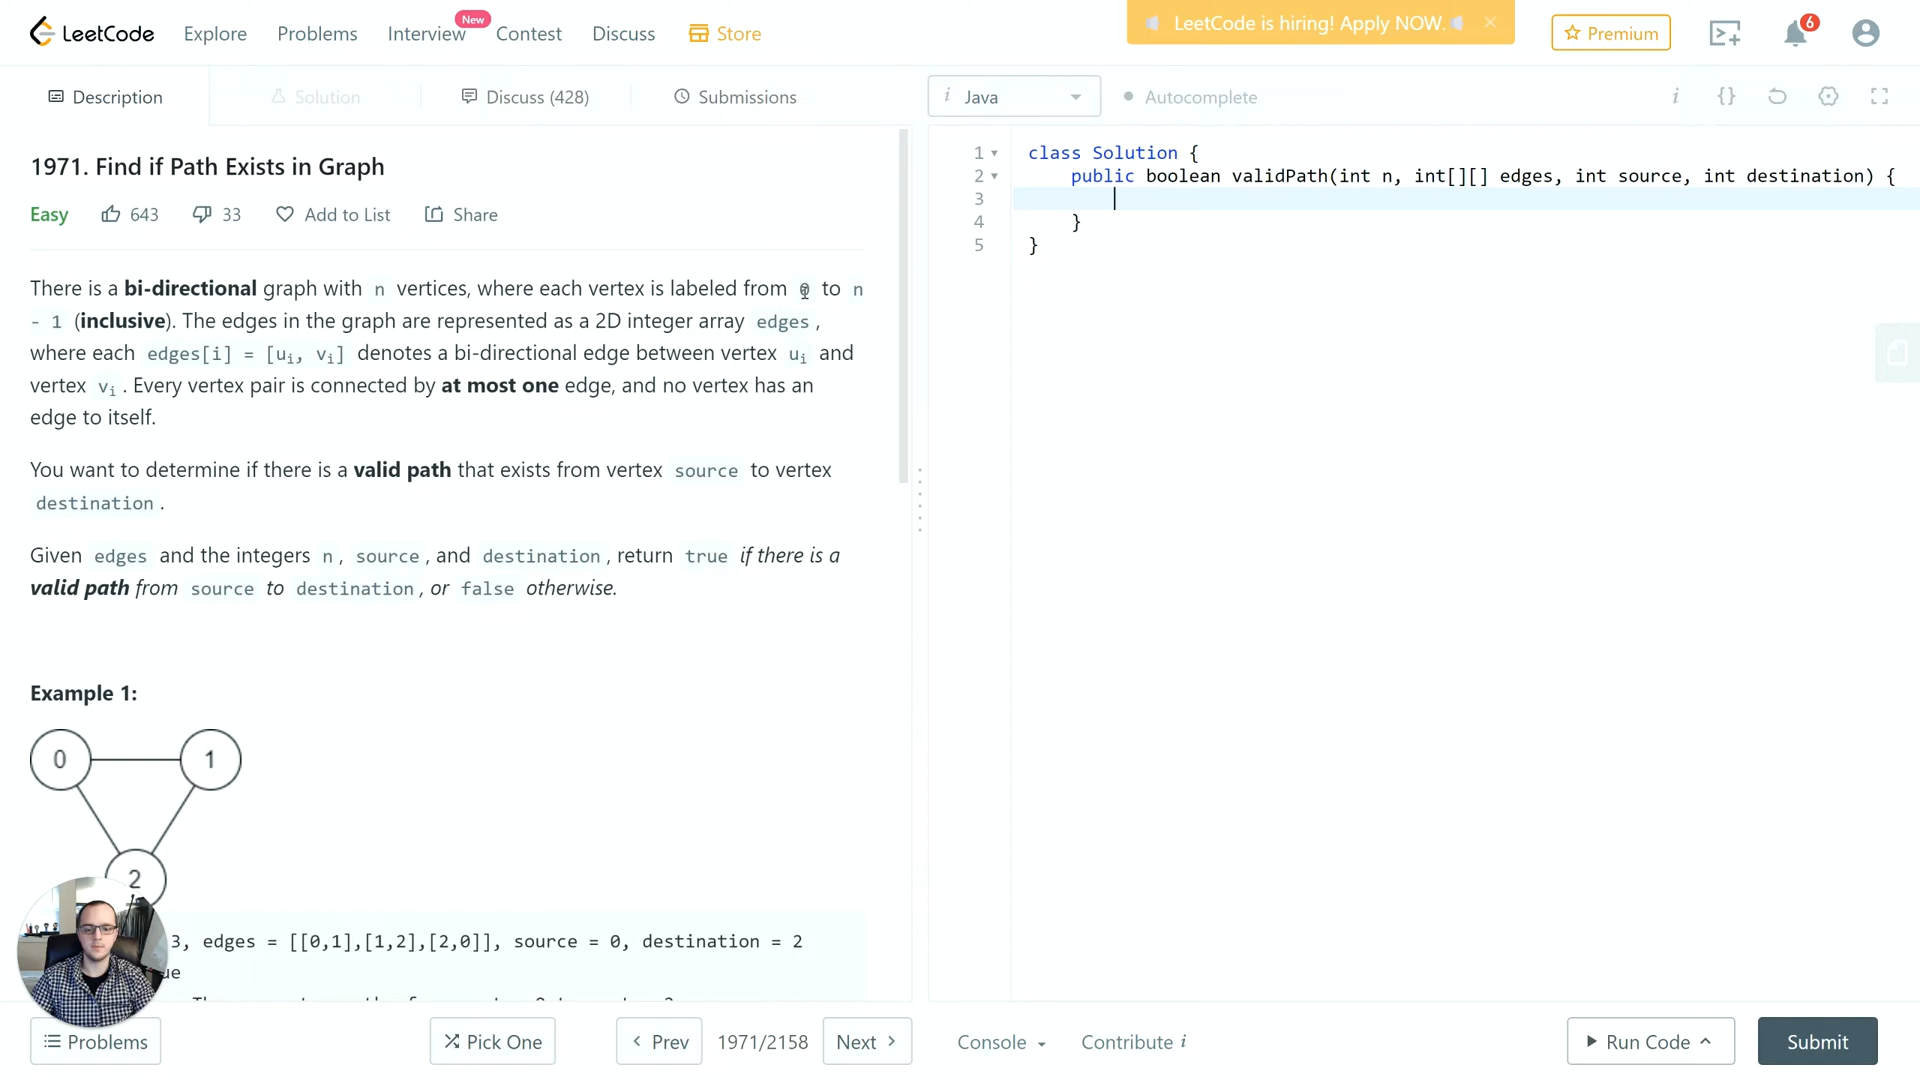 LeetCode Explore Problems Interview New Contest Discuss Store LeetCode is hiring! Apply NOW. Premium 6
Description Solution Discuss (428) Submissions
i Java Autocomplete i {}
1971. Find if Path Exists in Graph
Easy 643 33 Add to List Share
There is a bi-directional graph with n vertices, where each vertex is labeled from 0 to n
- 1 (inclusive). The edges in the graph are represented as a 2D integer array edges,
where each edges[i] = [ui, vi] denotes a bi-directional edge between vertex ui and
vertex vi. Every vertex pair is connected by at most one edge, and no vertex has an
edge to itself.
You want to determine if there is a valid path that exists from vertex source to vertex
destination.
Given edges and the integers n, source, and destination, return true if there is a
valid path from source to destination, or false otherwise.
Example 1:
0 1
2
3, edges = [[0,1],[1,2],[2,0]], source = 0, destination = 2
ue
1 class Solution {
2 public boolean validPath(int n, int[][] edges, int source, int destination) {
3
4 }
5 }
Problems Pick One Prev 1971/2158 Next Console Contribute i Run Code Submit